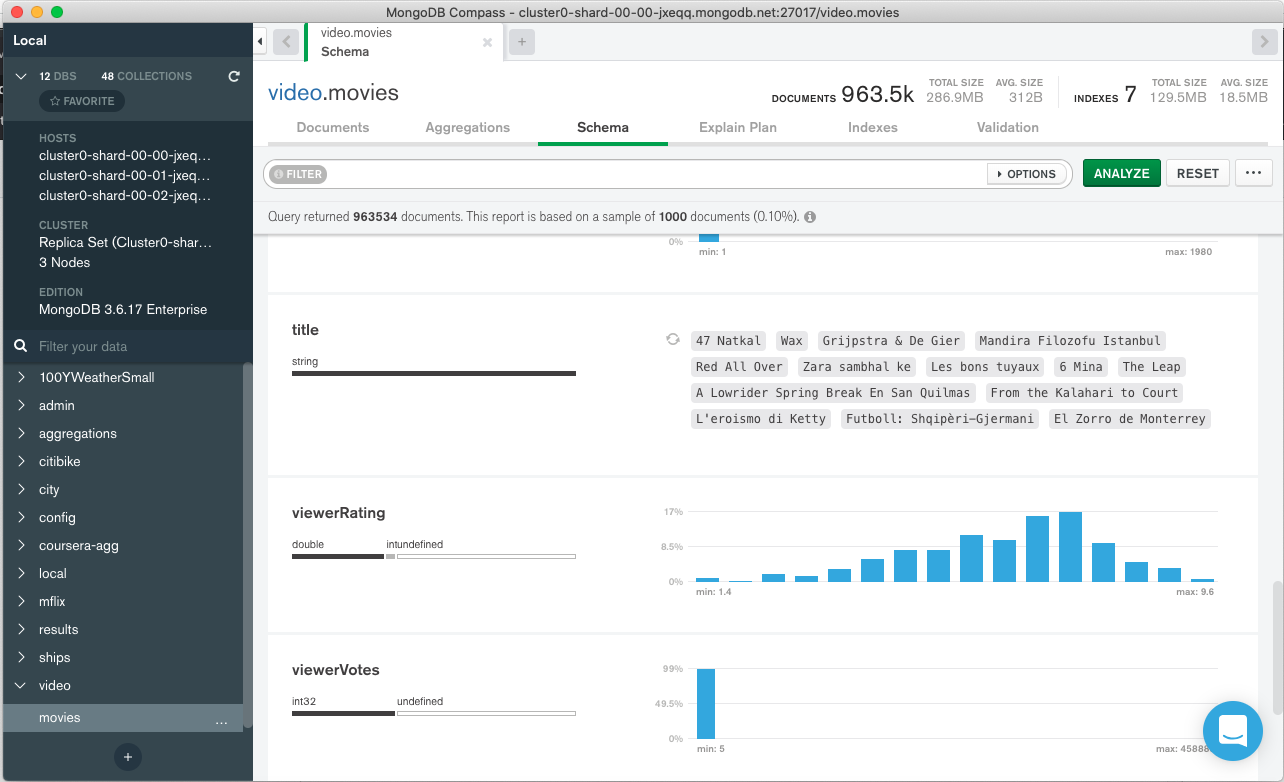 MongoDB Compass - cluster0-shard-00-00-jxeqq.mongodb.net:27017/video.movies
Local
12 DBS 48 COLLECTIONS
FAVORITE
HOSTS
cluster0-shard-00-00-jxeq...
cluster0-shard-00-01-jxeq...
cluster0-shard-00-02-jxeq...
CLUSTER
Replica Set (Cluster0-shar...
3 Nodes
EDITION
MongoDB 3.6.17 Enterprise
Filter your data
100YWeatherSmall
admin
aggregations
citibike
city
config
coursera-agg
local
mflix
results
ships
video
movies ...
+
video.movies
Schema
+
video.movies
DOCUMENTS 963.5k TOTAL SIZE 286.9MB AVG. SIZE 312B
INDEXES 7 TOTAL SIZE 129.5MB AVG. SIZE 18.5MB
Documents Aggregations Schema Explain Plan Indexes Validation
FILTER OPTIONS ANALYZE RESET ...
Query returned 963534 documents. This report is based on a sample of 1000 documents (0.10%).
0%
min: 1 max: 1980
title
string
47 Natkal Alex Grijpstra & De Gier Mandira Filozofu Istanbul
Red All Over Zara sambhal ke Les bons tuyaux 6 Mina The Leap
A Lowrider Spring Break En San Quilmas From the Kalahari to Court
L'eroismo di Cretty Futboll: Shqipèri-Gjermani El Zorro de Monterrey
viewerRating
double int undefined
17%
8.5%
0%
min: 1.4 max: 9.6
viewerVotes
int32 undefined
99%
49.5%
0%
min: 5 max: 45888